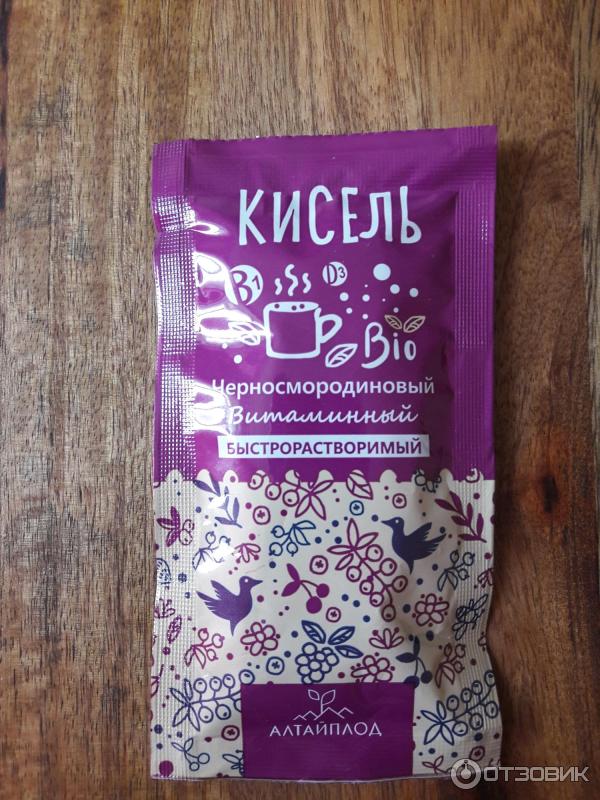 КИСЕЛЬ
B1 D3
Bio
Черносмородиновый
Витаминный
БЫСТРОРАСТВОРИМЫЙ
АЛТАЙПЛОД
ОТЗОВИК